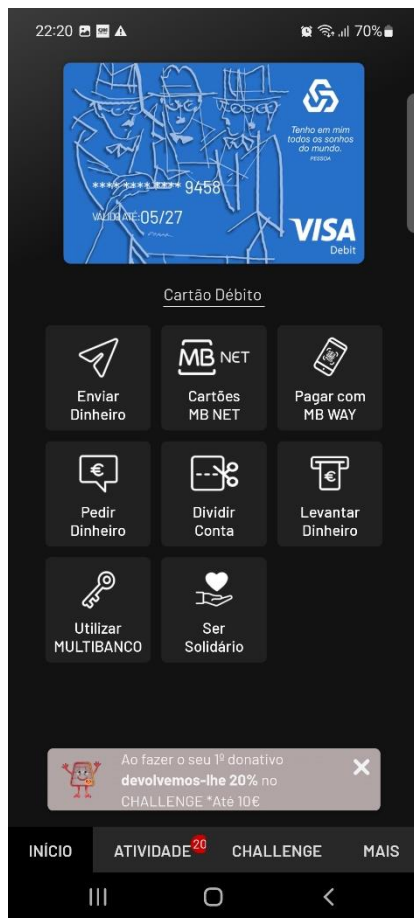 22:20 70%
Tenho em mim
todos os sonhos
do mundo.
PESSOA
**** **** **** 9458
VÁLIDO ATÉ: 05/27
VISA
Debit
Cartão Débito
Enviar
Dinheiro
MB NET
Cartões
MB NET
Pagar com
MB WAY
€
Pedir
Dinheiro
Dividir
Conta
€
Levantar
Dinheiro
Utilizar
MULTIBANCO
Ser
Solidário
Ao fazer o seu 1º donativo
devolvemos-lhe 20% no
CHALLENGE *Até 10€
INÍCIO ATIVIDADE 20 CHALLENGE MAIS